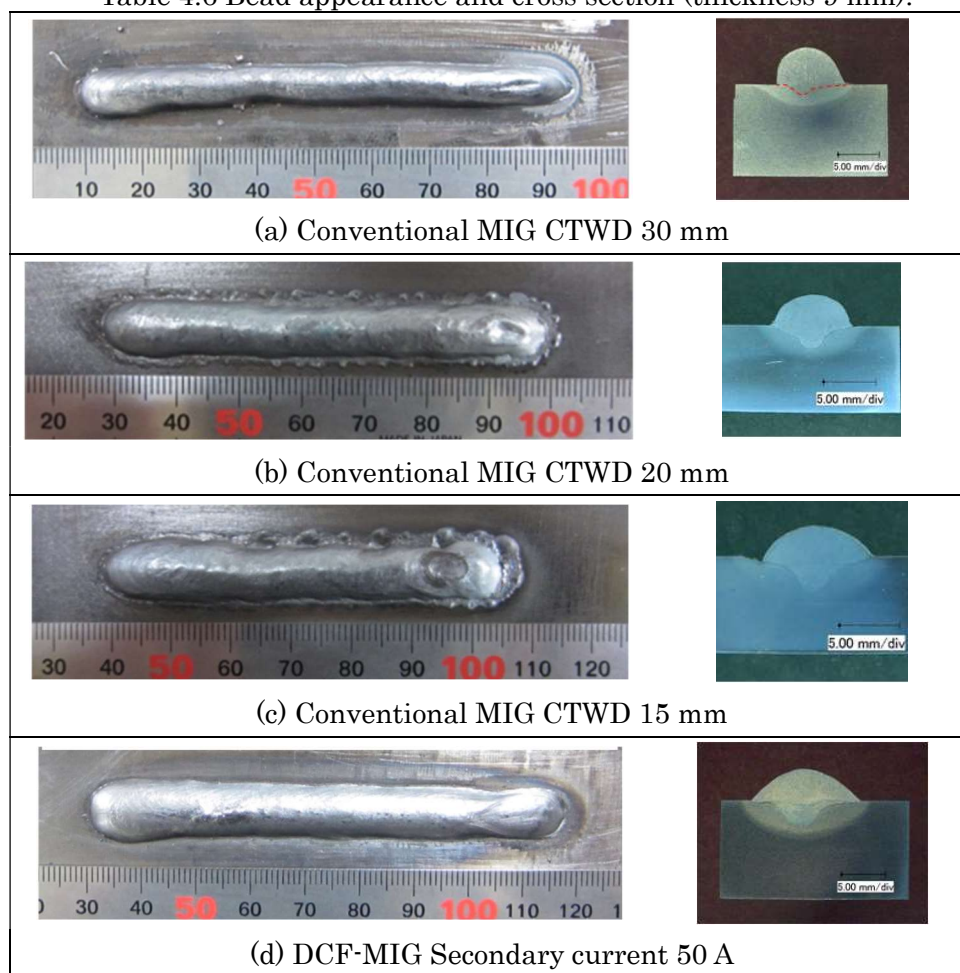 Table 4.6 Bead appearance and cross section (thickness 9 mm).
10 20 30 40 50 60 70 80 90 100
5.00 mm/div
(a) Conventional MIG CTWD 30 mm
20 30 40 50 60 70 80 90 100 110
MADE IN JAPAN
5.00 mm/div
(b) Conventional MIG CTWD 20 mm
30 40 50 60 70 80 90 100 110 120
5.00 mm/div
(c) Conventional MIG CTWD 15 mm
30 40 50 60 70 80 90 100 110 120 1
5.00 mm/div
(d) DCF-MIG Secondary current 50 A